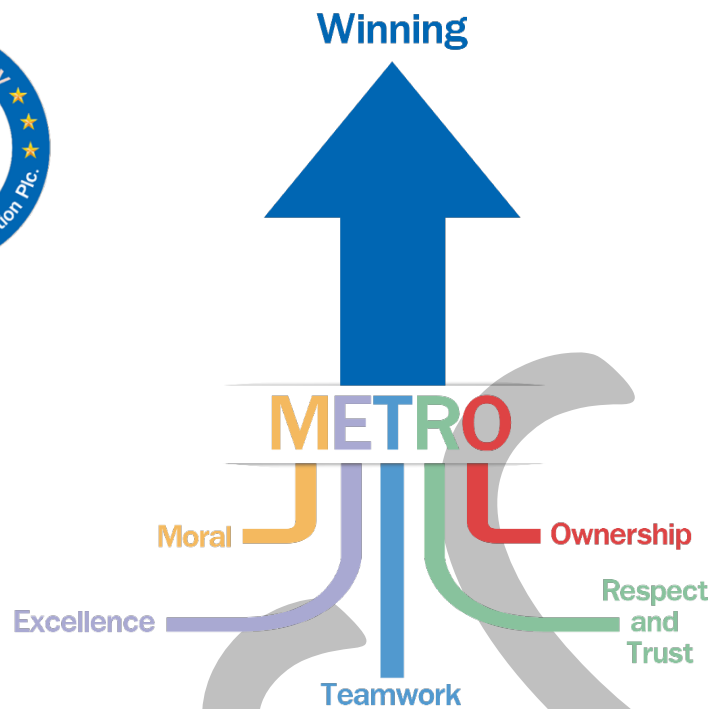 Winning
tion Plc.
METRO
Moral
Ownership
Excellence
Respect
and
Trust
Teamwork